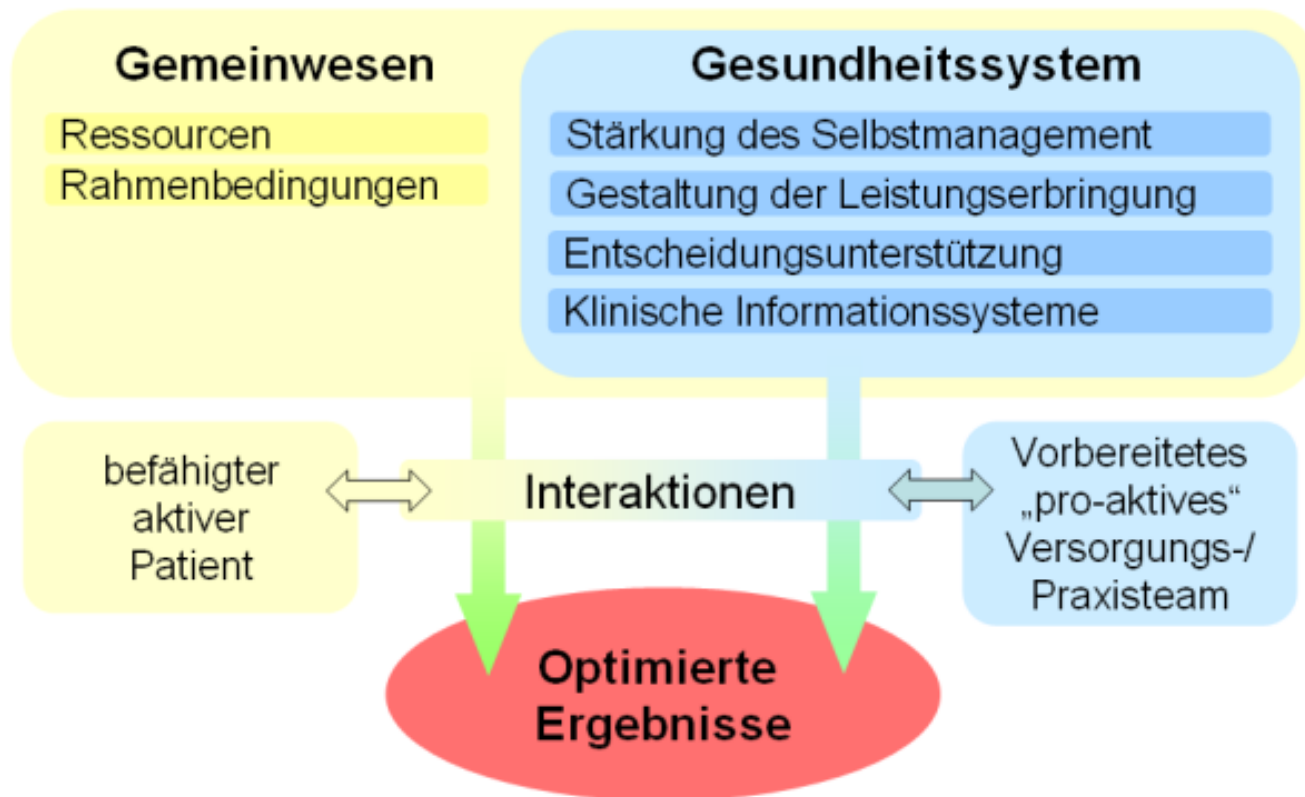 Gemeinwesen
Ressourcen
Rahmenbedingungen
Gesundheitssystem
Stärkung des Selbstmanagement
Gestaltung der Leistungserbringung
Entscheidungsunterstützung
Klinische Informationssysteme
befähigter
aktiver
Patient
Interaktionen
Vorbereitetes
„pro-aktives“
Versorgungs-/
Praxisteam
Optimierte
Ergebnisse